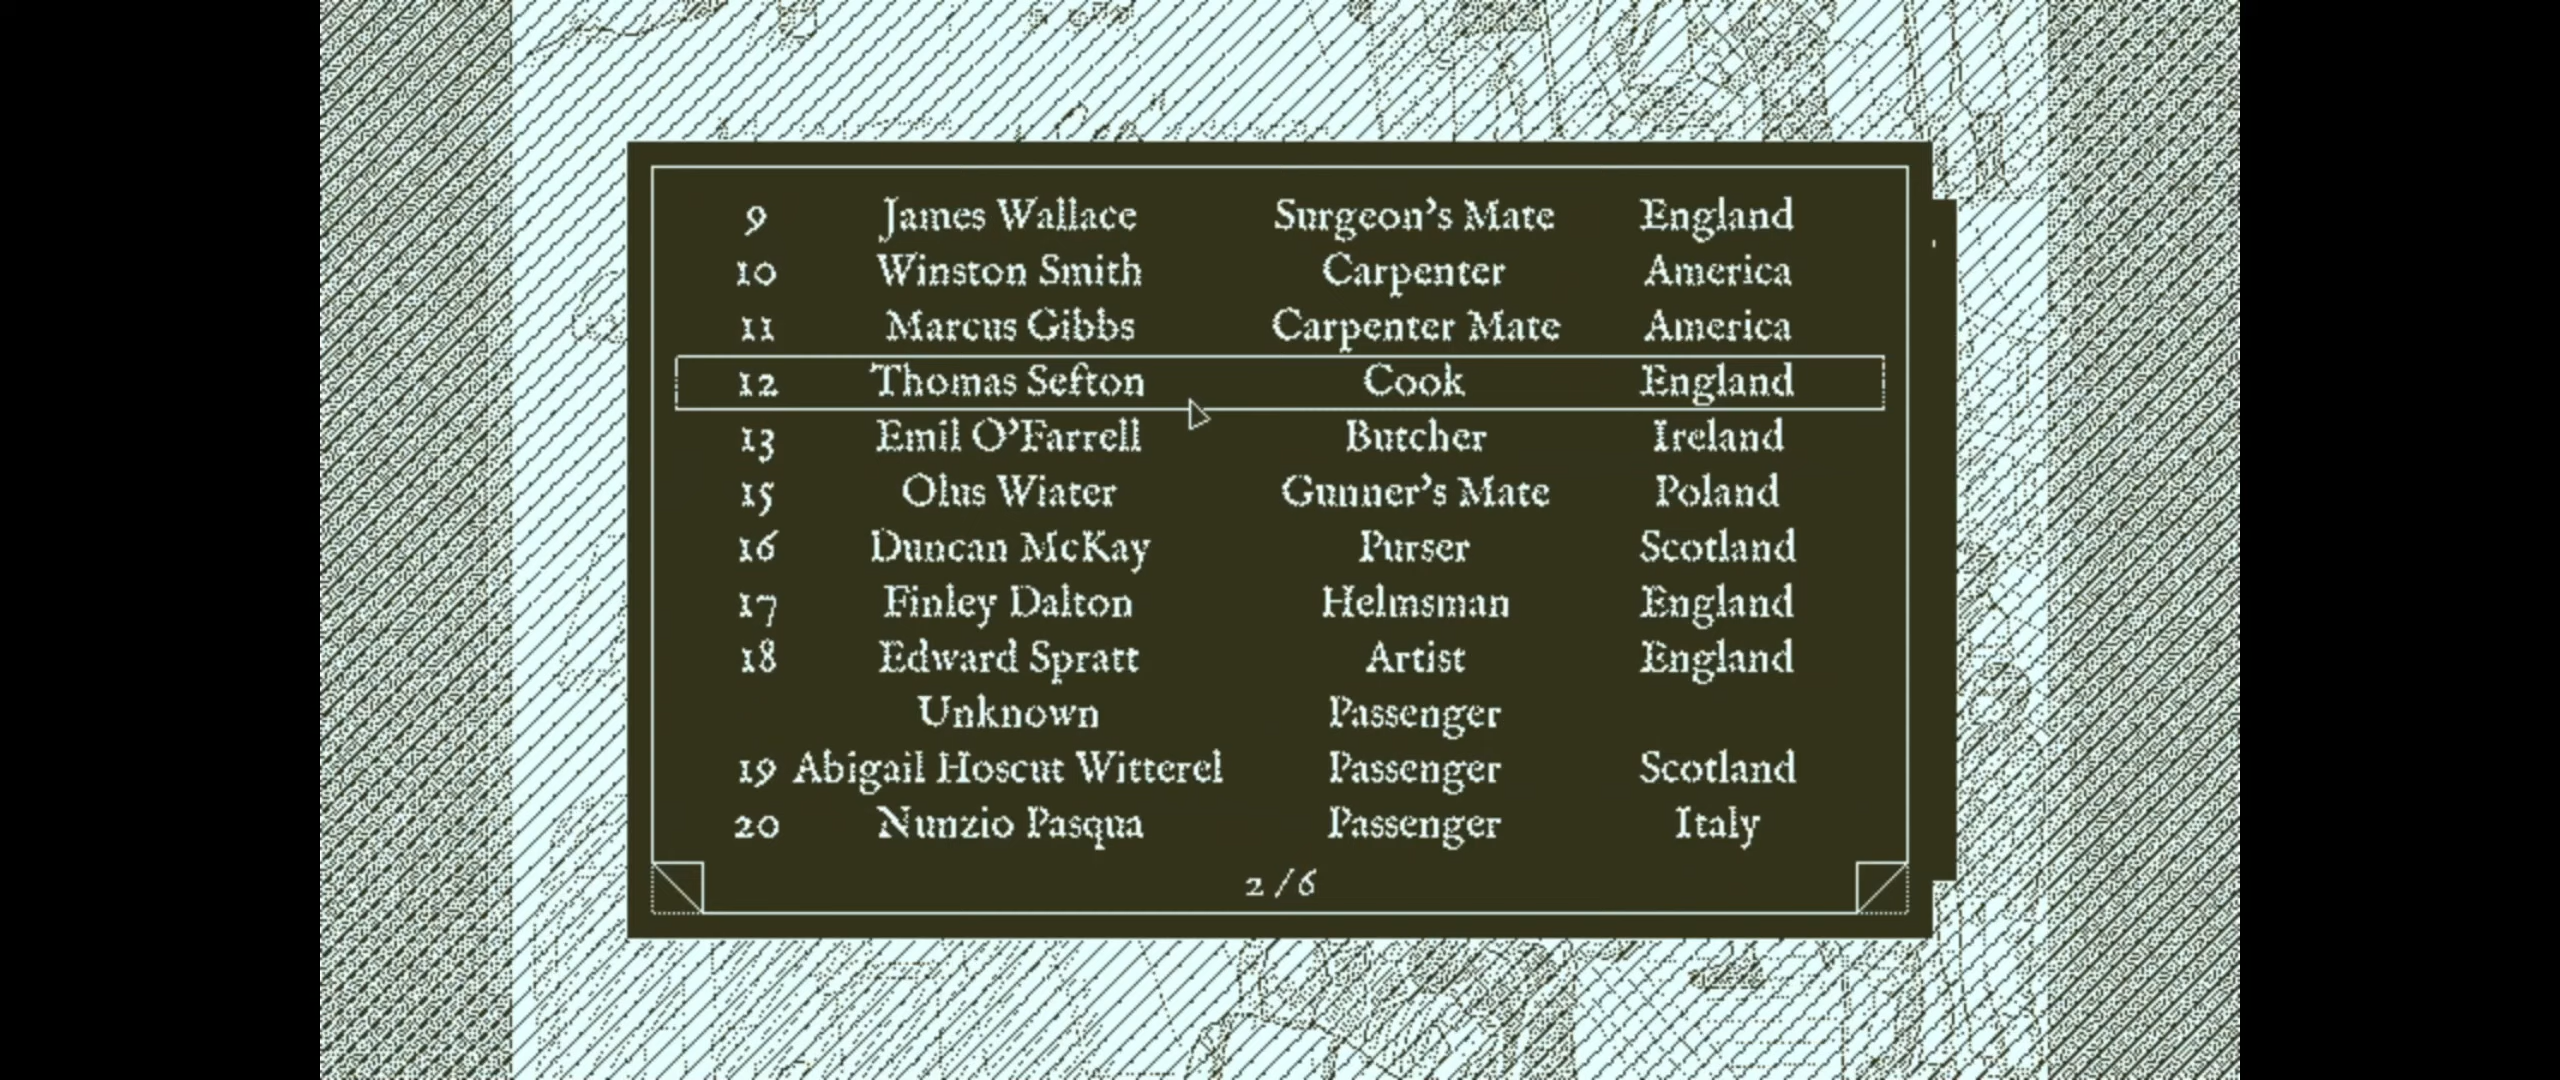 9 James Wallace Surgeon's Mate England
10 Winston Smith Carpenter America
11 Marcus Gibbs Carpenter Mate America
12 Thomas Sefton Cook England
13 Emil O'Farrell Butcher Ireland
15 Olus Wiater Gunner's Mate Poland
16 Duncan McKay Purser Scotland
17 Finley Dalton Helmsman England
18 Edward Spratt Artist England
Unknown Passenger
19 Abigail Hoscut Witterel Passenger Scotland
20 Nunzio Pasqua Passenger Italy
2/6